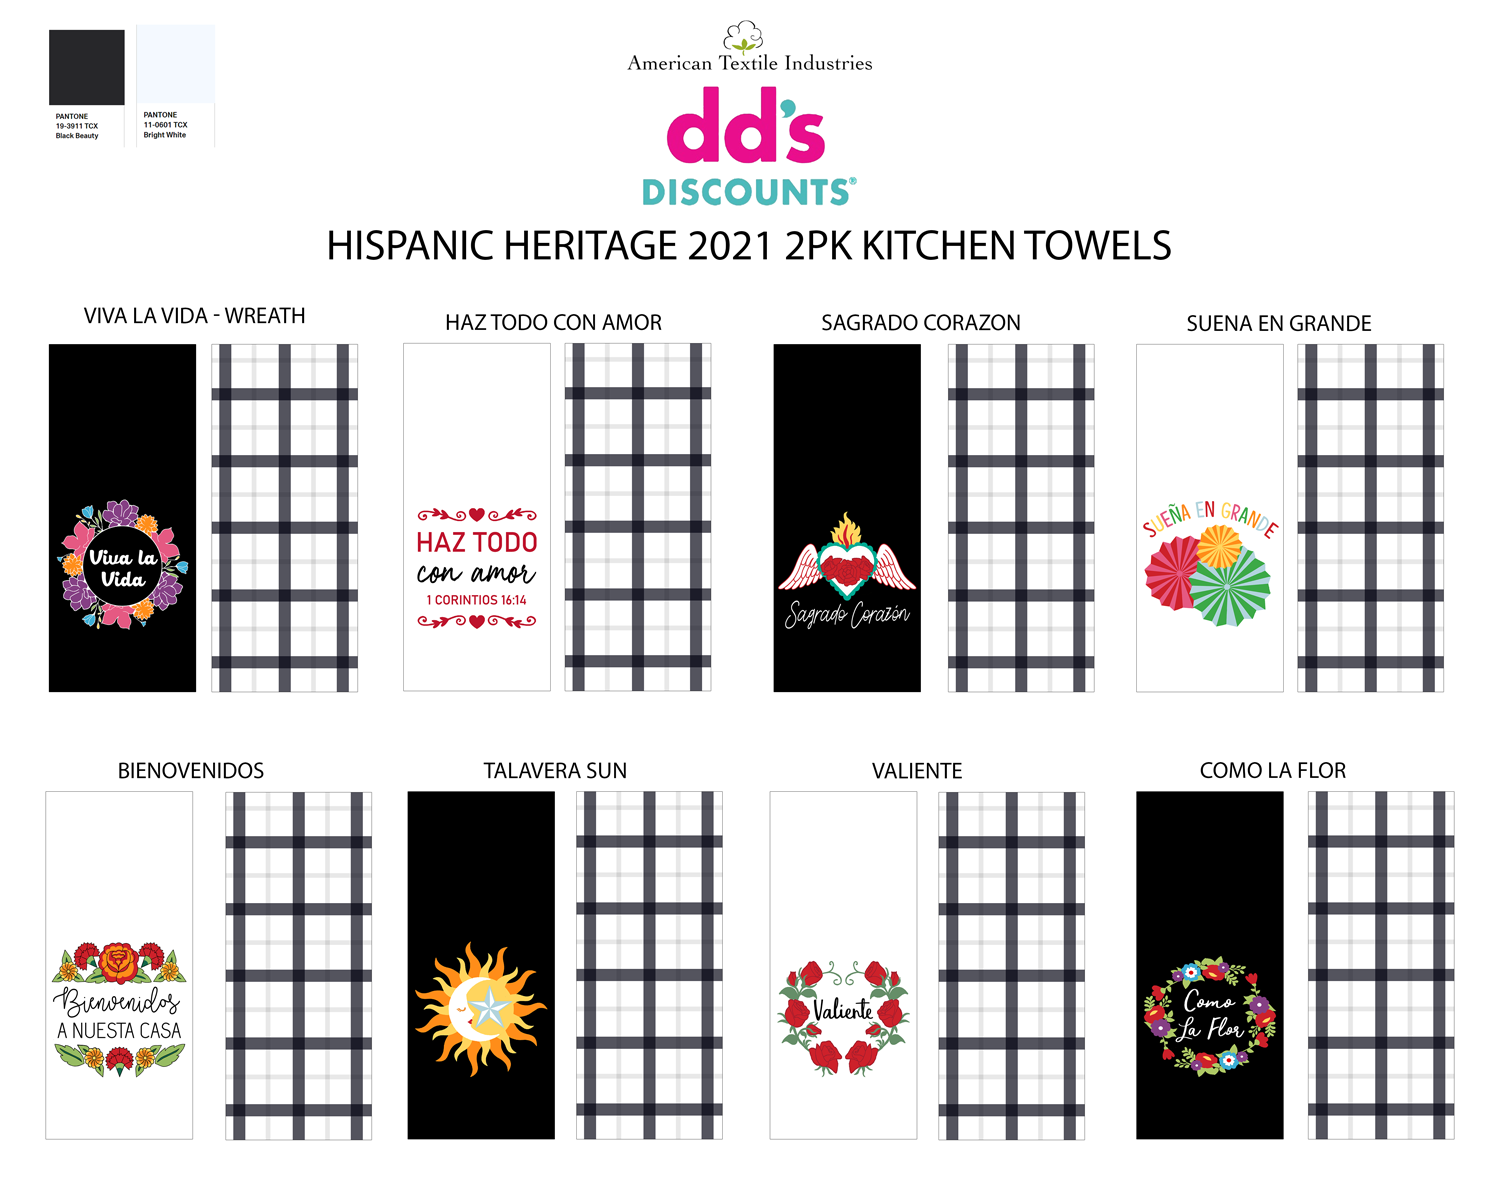 PANTONE
19-3911 TCX
Black Beauty
PANTONE
11-0601 TCX
Bright White
American Textile Industries
dd's
DISCOUNTS®
HISPANIC HERITAGE 2021 2PK KITCHEN TOWELS
VIVA LA VIDA - WREATH
HAZ TODO CON AMOR
SAGRADO CORAZON
SUENA EN GRANDE
Viva la
Vida
HAZ TODO
con amor
1 CORINTIOS 16:14
Sagrado Corazón
SUEÑA EN GRANDE
BIENOVENIDOS
TALAVERA SUN
VALIENTE
COMO LA FLOR
Bienvenidos
A NUESTA CASA
Valiente
Como
La Flor